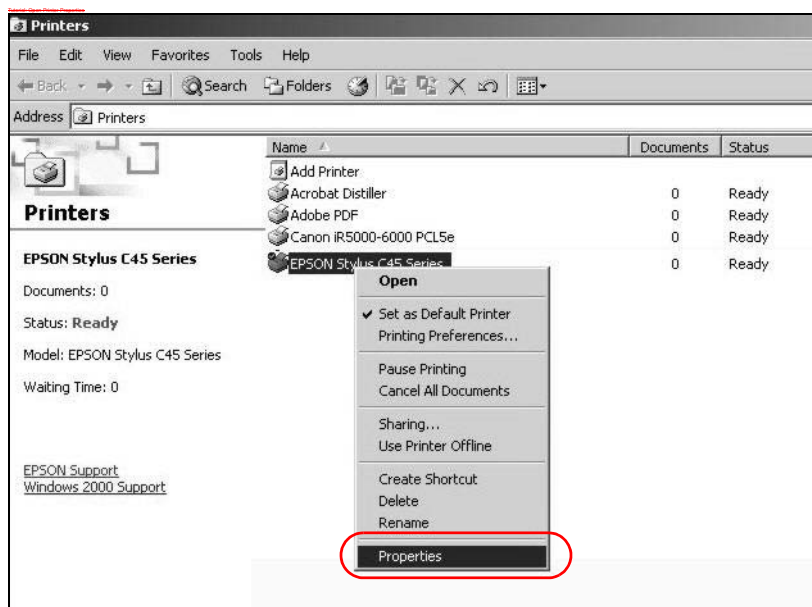 Tutorial: Open Printer Properties
Printers
File Edit View Favorites Tools Help
Back Search Folders
Address Printers
Name Documents Status
Add Printer
Acrobat Distiller 0 Ready
Adobe PDF 0 Ready
Canon iR5000-6000 PCL5e 0 Ready
EPSON Stylus C45 Series 0 Ready
Printers
EPSON Stylus C45 Series
Documents: 0
Status: Ready
Model: EPSON Stylus C45 Series
Waiting Time: 0
EPSON Support
Windows 2000 Support
Open
Set as Default Printer
Printing Preferences...
Pause Printing
Cancel All Documents
Sharing...
Use Printer Offline
Create Shortcut
Delete
Rename
Properties